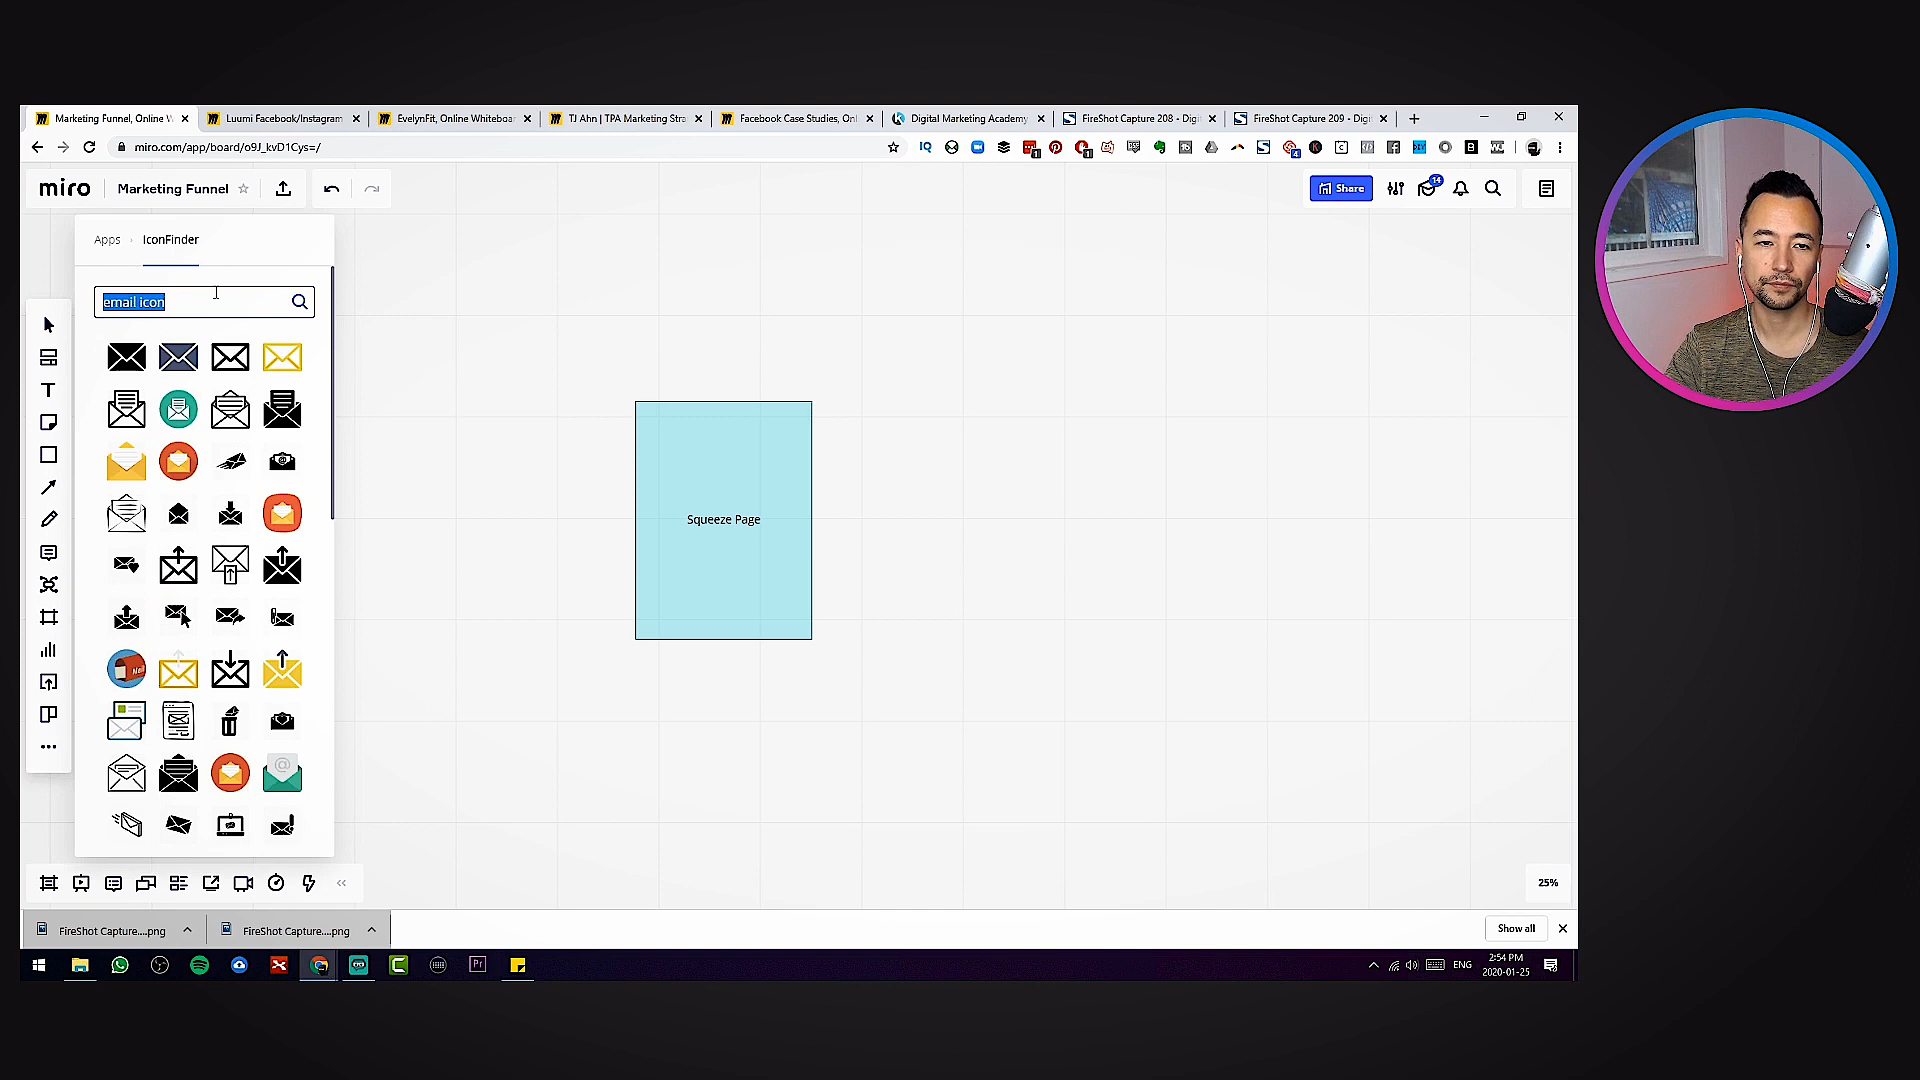 Marketing Funnel, Online W
Luumi Facebook/Instagram
EvelynFit, Online Whiteboa
TJ Ahn | TPA Marketing Stra
Facebook Case Studies, Onl
Digital Marketing Academy
FireShot Capture 208 - Digi
FireShot Capture 209 - Digi
miro.com/app/board/o9J_kvD1Cys=/
miro
Marketing Funnel
Share
14
Apps › IconFinder
email icon
Squeeze Page
25%
FireShot Capture....png
FireShot Capture....png
Show all
ENG
2:54 PM
2020-01-25